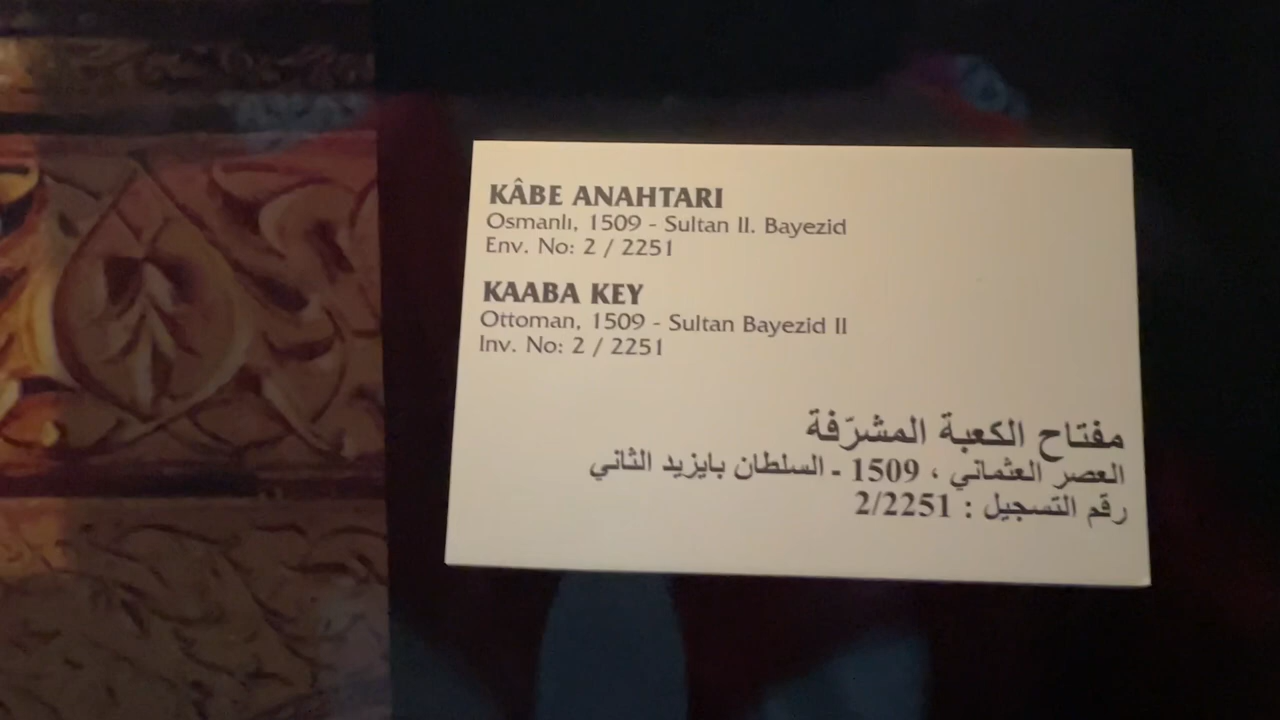 KÂBE ANAHTARI
Osmanlı, 1509 - Sultan II. Bayezid
Env. No: 2 / 2251
KAABA KEY
Ottoman, 1509 - Sultan Bayezid II
Inv. No: 2 / 2251
مفتاح الكعبة المشرّفة
العصر العثماني ، 1509 - السلطان بايزيد الثاني
رقم التسجيل : 2/2251